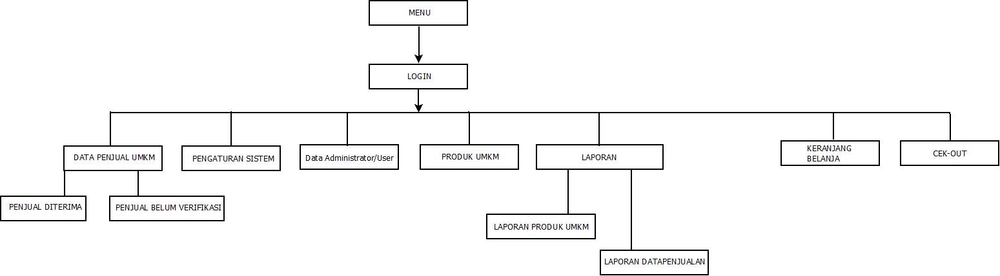 MENU
LOGIN
DATA PENJUAL UMKM
PENGATURAN SISTEM
Data Administrator/User
PRODUK UMKM
LAPORAN
KERANJANG
BELANJA
CEK-OUT
PENJUAL DITERIMA
PENJUAL BELUM VERIFIKASI
LAPORAN PRODUK UMKM
LAPORAN DATAPENJUALAN